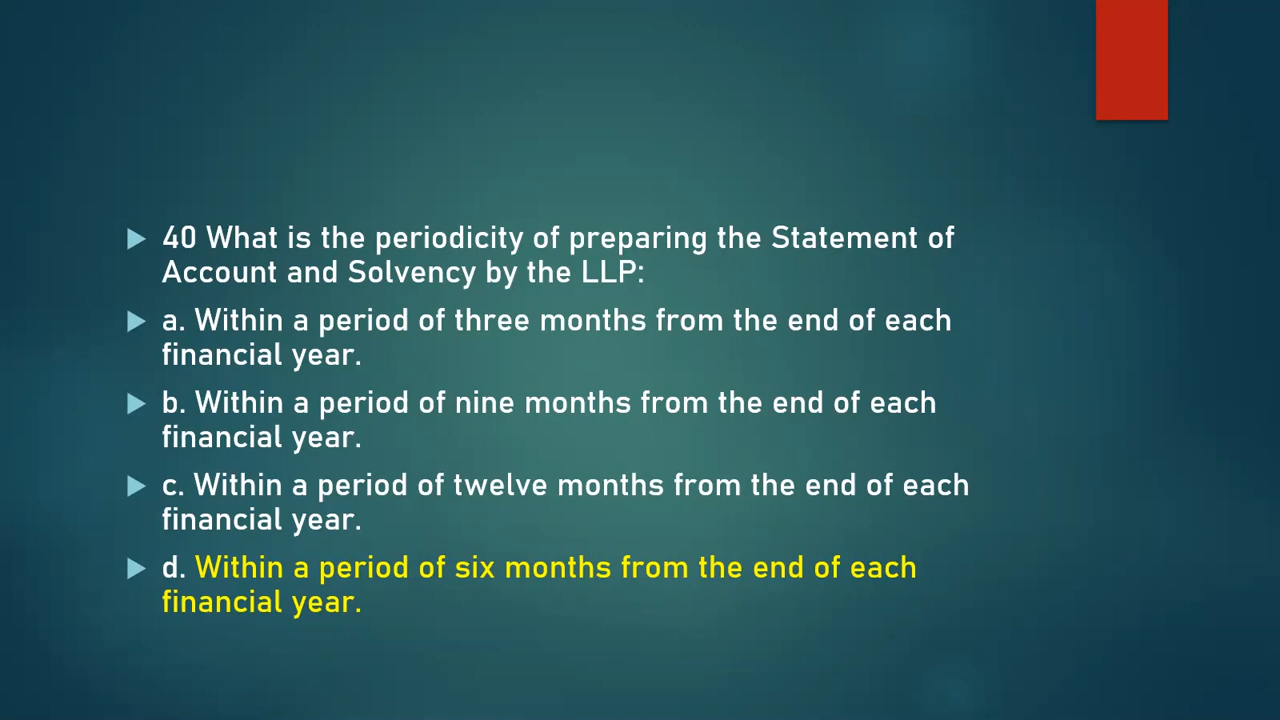 40 What is the periodicity of preparing the Statement of
Account and Solvency by the LLP:
a. Within a period of three months from the end of each
financial year.
b. Within a period of nine months from the end of each
financial year.
c. Within a period of twelve months from the end of each
financial year.
d. Within a period of six months from the end of each
financial year.